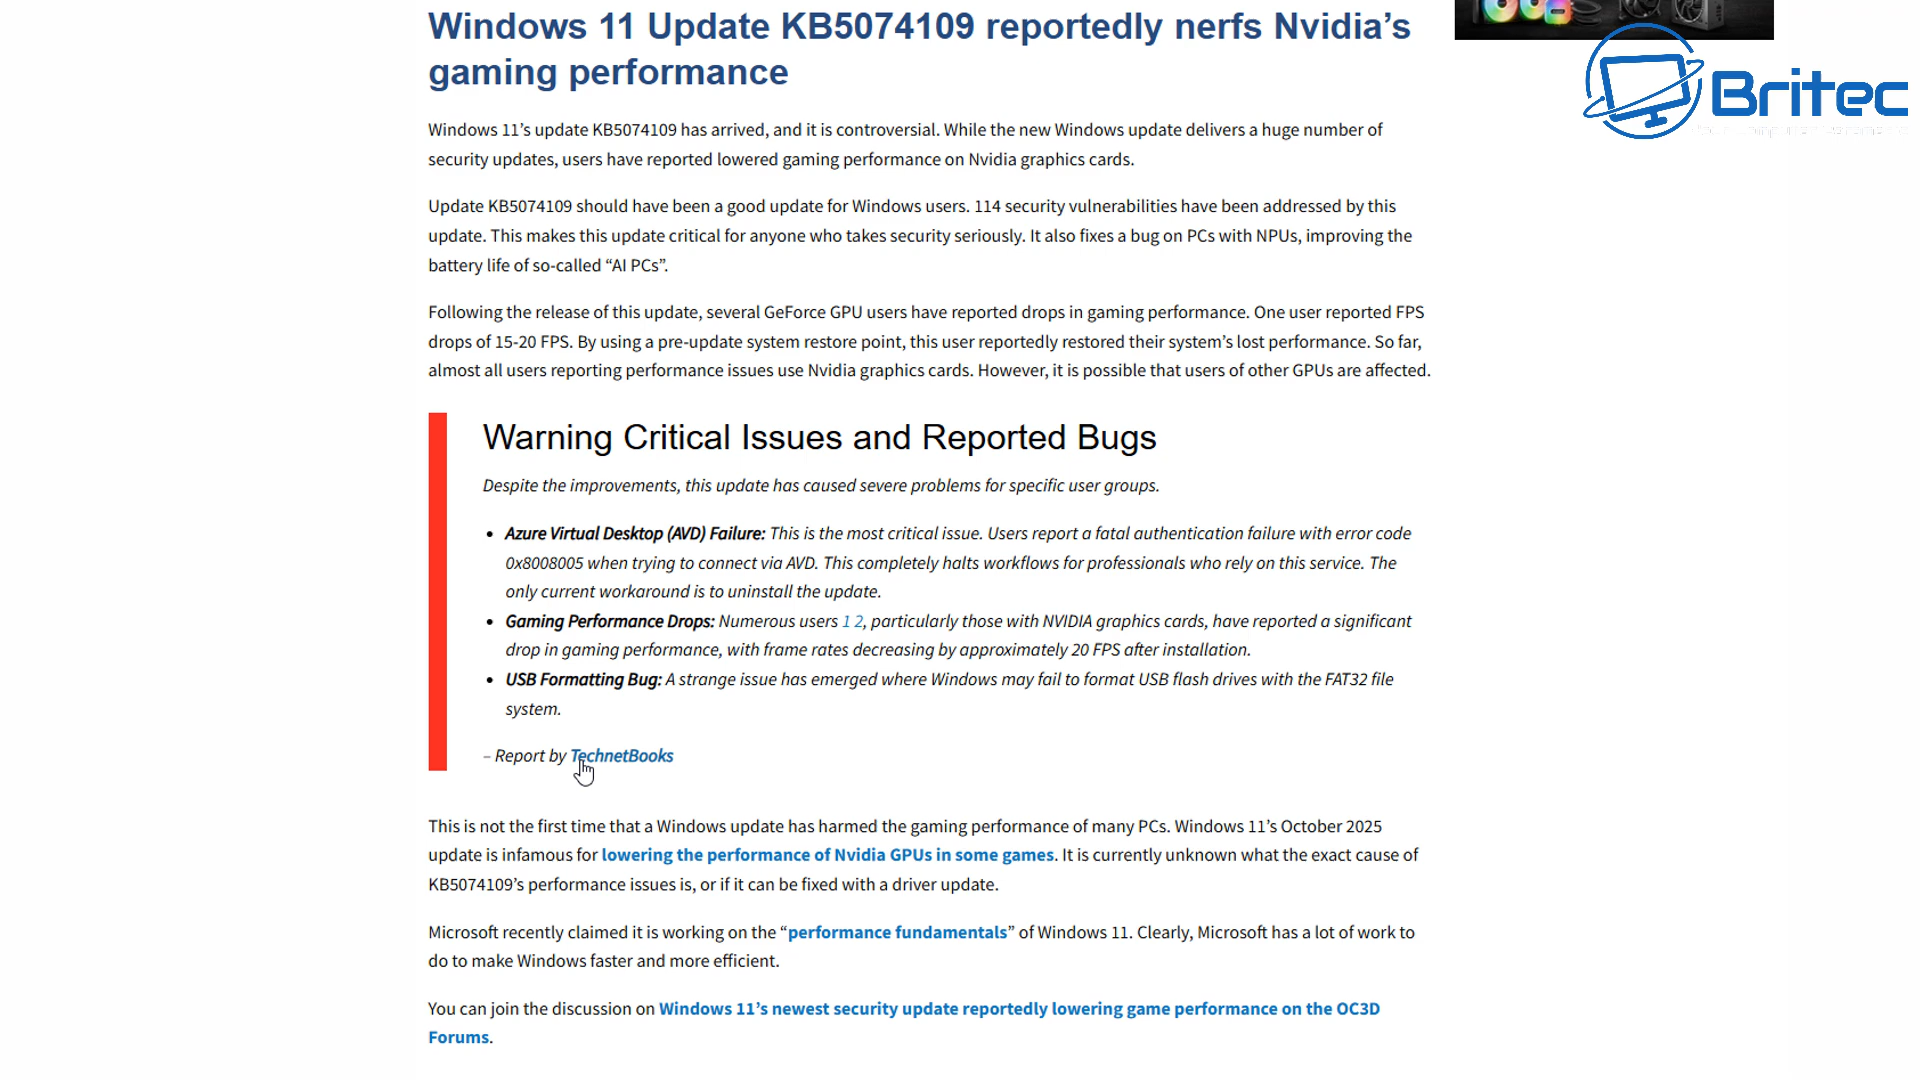 Windows 11 Update KB5074109 reportedly nerfs Nvidia’s
gaming performance
Britec
Windows 11’s update KB5074109 has arrived, and it is controversial. While the new Windows update delivers a huge number of
security updates, users have reported lowered gaming performance on Nvidia graphics cards.
Update KB5074109 should have been a good update for Windows users. 114 security vulnerabilities have been addressed by this
update. This makes this update critical for anyone who takes security seriously. It also fixes a bug on PCs with NPUs, improving the
battery life of so-called “AI PCs”.
Following the release of this update, several GeForce GPU users have reported drops in gaming performance. One user reported FPS
drops of 15-20 FPS. By using a pre-update system restore point, this user reportedly restored their system’s lost performance. So far,
almost all users reporting performance issues use Nvidia graphics cards. However, it is possible that users of other GPUs are affected.
Warning Critical Issues and Reported Bugs
Despite the improvements, this update has caused severe problems for specific user groups.
• Azure Virtual Desktop (AVD) Failure: This is the most critical issue. Users report a fatal authentication failure with error code
0x8008005 when trying to connect via AVD. This completely halts workflows for professionals who rely on this service. The
only current workaround is to uninstall the update.
• Gaming Performance Drops: Numerous users 1 2, particularly those with NVIDIA graphics cards, have reported a significant
drop in gaming performance, with frame rates decreasing by approximately 20 FPS after installation.
• USB Formatting Bug: A strange issue has emerged where Windows may fail to format USB flash drives with the FAT32 file
system.
– Report by TechnetBooks
This is not the first time that a Windows update has harmed the gaming performance of many PCs. Windows 11’s October 2025
update is infamous for lowering the performance of Nvidia GPUs in some games. It is currently unknown what the exact cause of
KB5074109’s performance issues is, or if it can be fixed with a driver update.
Microsoft recently claimed it is working on the “performance fundamentals” of Windows 11. Clearly, Microsoft has a lot of work to
do to make Windows faster and more efficient.
You can join the discussion on Windows 11’s newest security update reportedly lowering game performance on the OC3D
Forums.